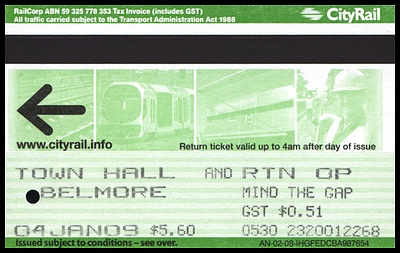 RailCorp ABN 59 325 778 353 Tax Invoice (includes GST)
All traffic carried subject to the Transport Administration Act 1988
CityRail
www.cityrail.info
Return ticket valid up to 4am after day of issue
TOWN HALL AND RTN OP
BELMORE MIND THE GAP
GST $0.51
04JAN09 $5.60 0530 2320012268
Issued subject to conditions – see over.
AN-02-08-IHGFEDCBA987654